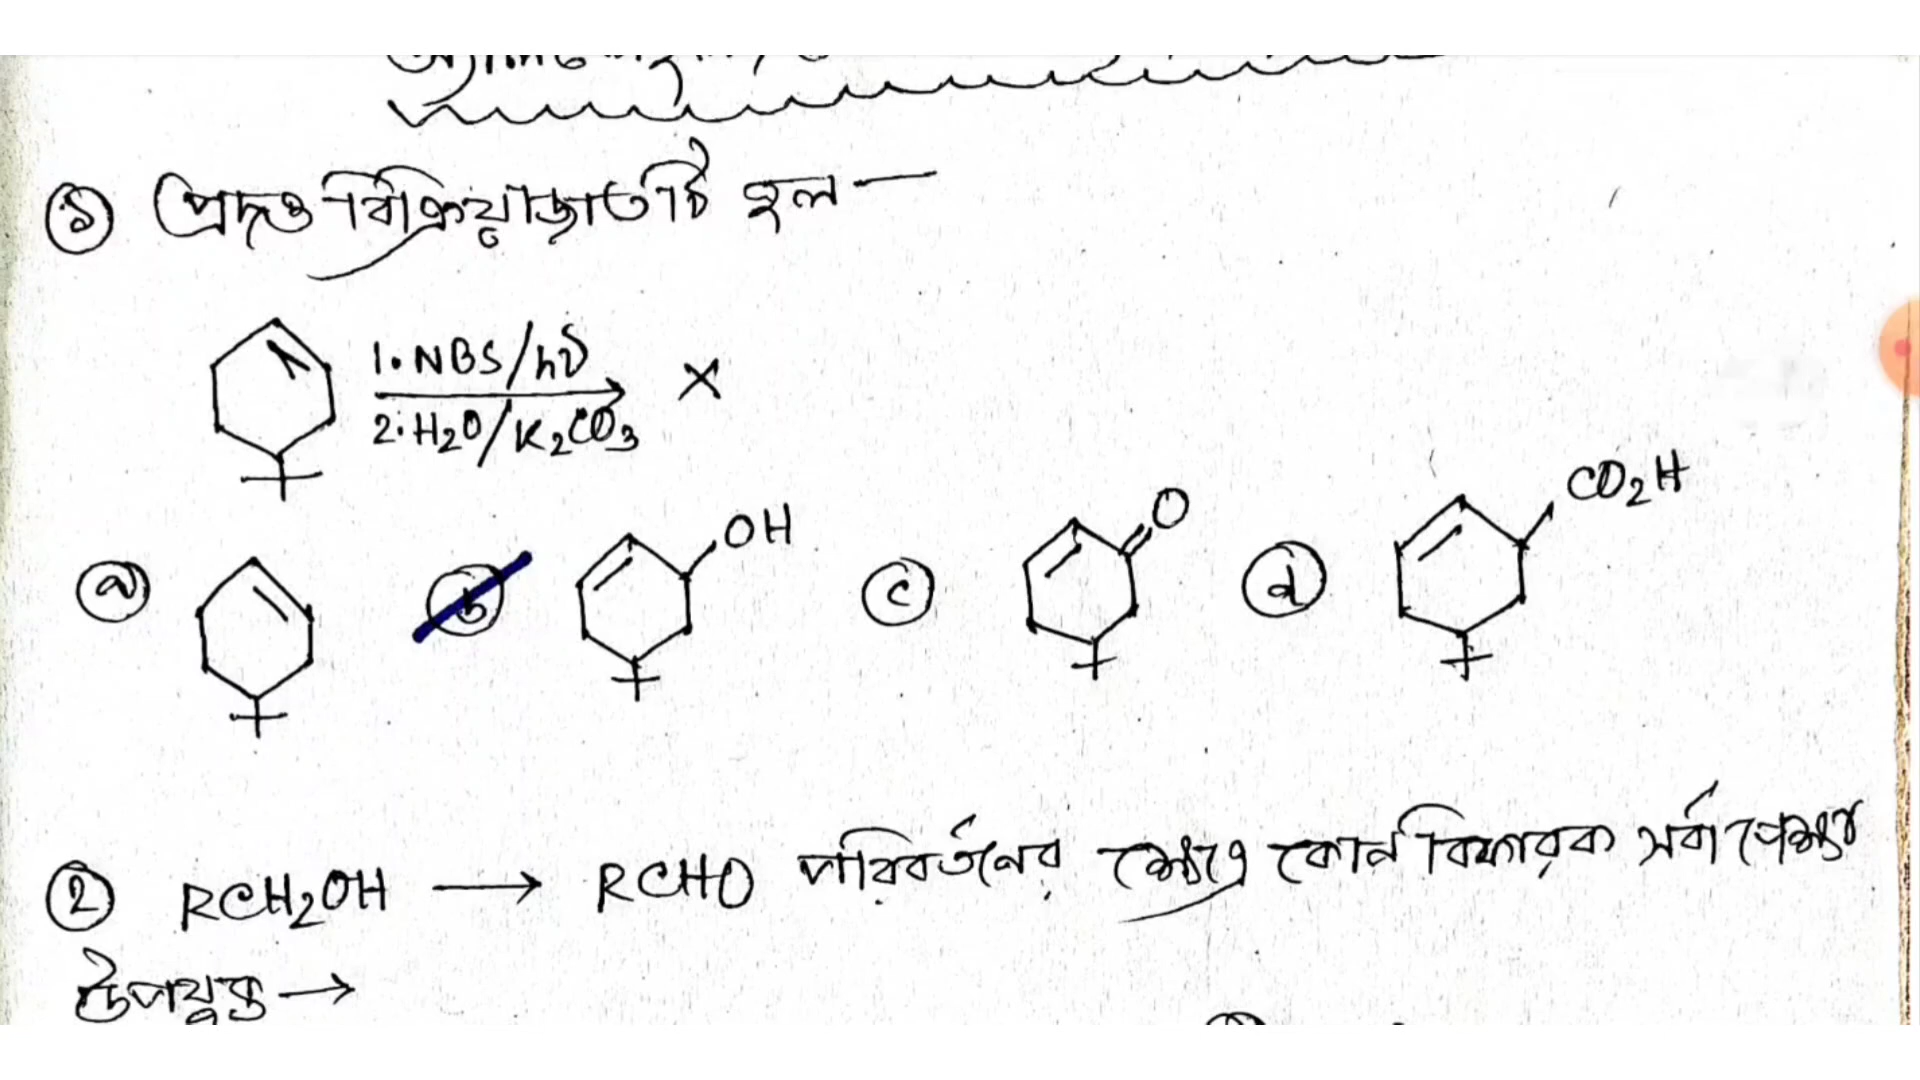 ① প্রদত্ত বিক্রিয়াজাতটি হল —
1. NBS/hν
2. H₂O/K₂CO₃
X
ⓐ ⓑ OH ⓒ O ⓓ CO₂H
② RCH₂OH → RCHO পরিবর্তনের ক্ষেত্রে কোন বিকারক সর্বাপেক্ষা
উপযুক্ত →